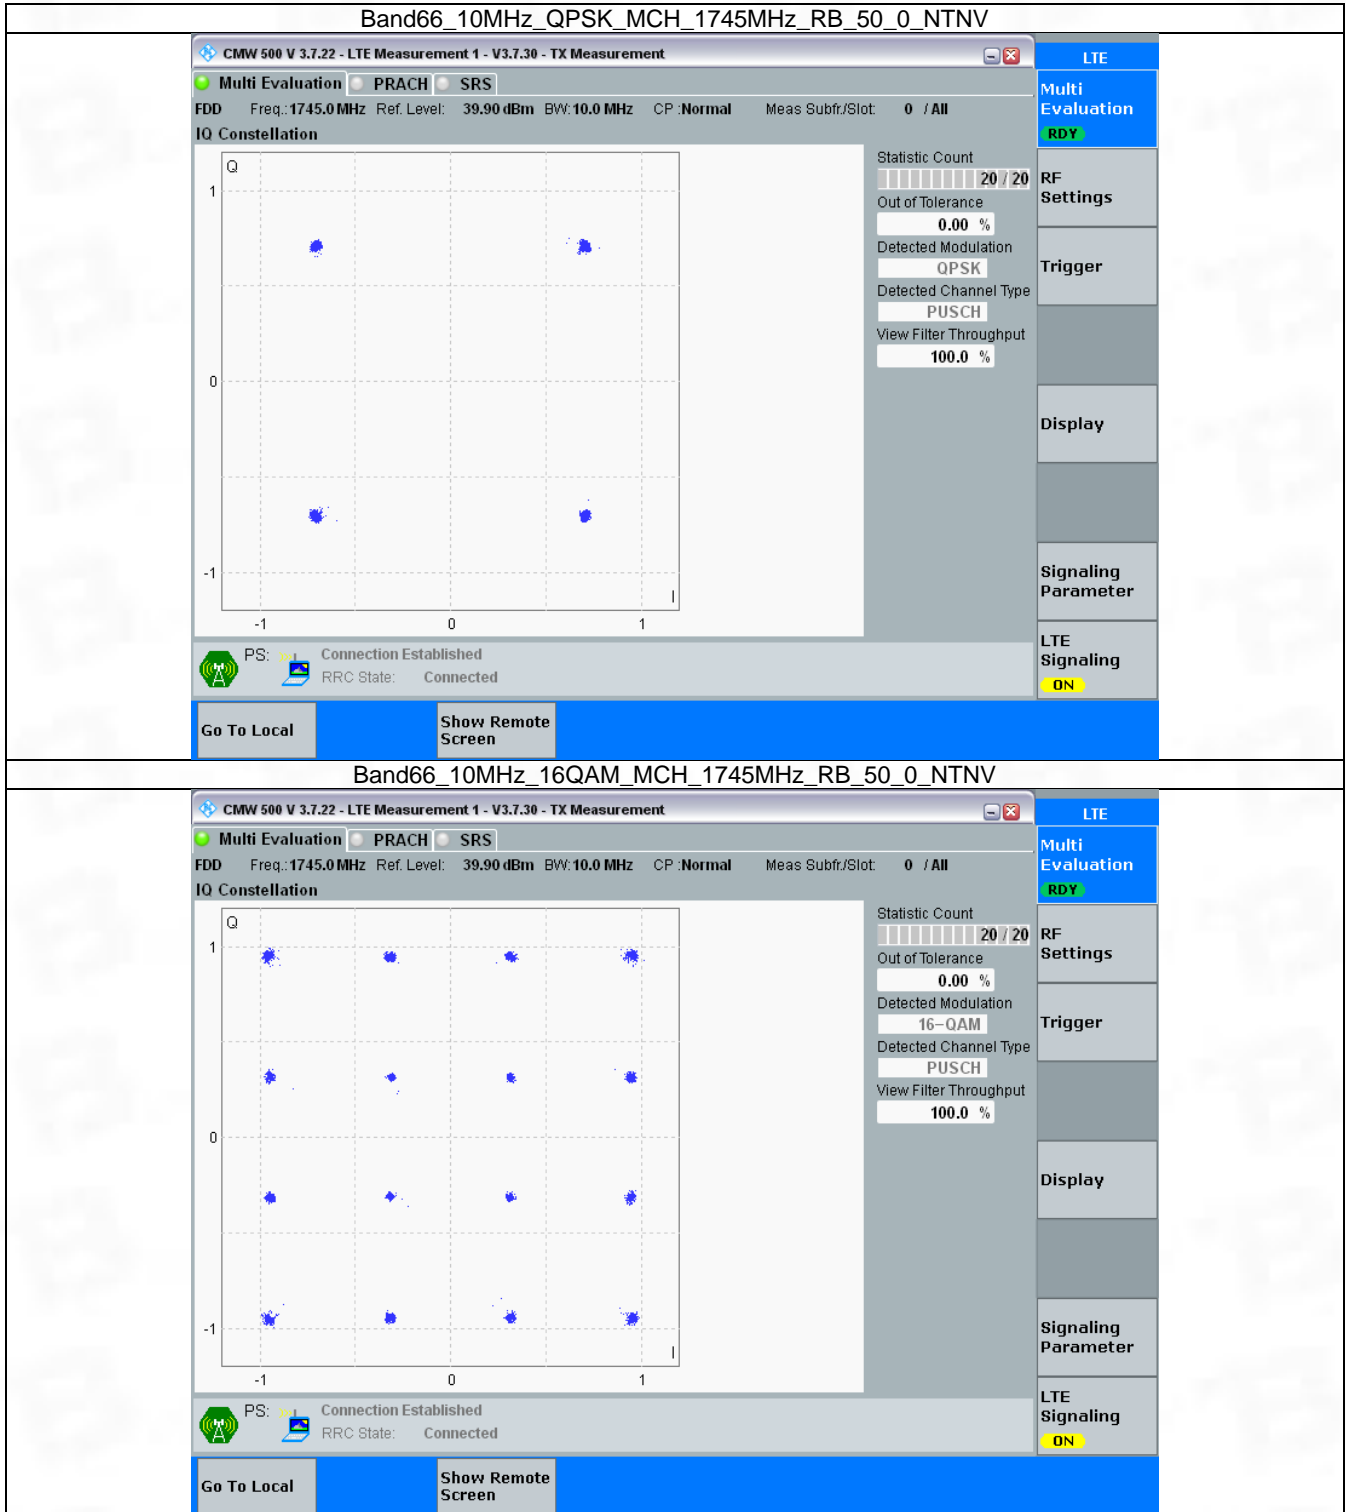 Band66_10MHz_QPSK_MCH_1745MHz_RB_50_0_NTNV
CMW 500 V 3.7.22 - LTE Measurement 1 - V3.7.30 - TX Measurement
LTE
Multi Evaluation PRACH SRS
Multi
Evaluation
RDY
FDD Freq.: 1745.0 MHz Ref. Level: 39.90 dBm BW: 10.0 MHz CP : Normal Meas Subfr./Slot: 0 / All
IQ Constellation
Q
1
0
-1
I
-1 0 1
Statistic Count
20 / 20
Out of Tolerance
0.00 %
Detected Modulation
QPSK
Detected Channel Type
PUSCH
View Filter Throughput
100.0 %
RF
Settings
Trigger
Display
Signaling
Parameter
LTE
Signaling
ON
PS: Connection Established
RRC State: Connected
Go To Local
Show Remote
Screen
Band66_10MHz_16QAM_MCH_1745MHz_RB_50_0_NTNV
CMW 500 V 3.7.22 - LTE Measurement 1 - V3.7.30 - TX Measurement
LTE
Multi Evaluation PRACH SRS
Multi
Evaluation
RDY
FDD Freq.: 1745.0 MHz Ref. Level: 39.90 dBm BW: 10.0 MHz CP : Normal Meas Subfr./Slot: 0 / All
IQ Constellation
Q
1
0
-1
I
-1 0 1
Statistic Count
20 / 20
Out of Tolerance
0.00 %
Detected Modulation
16-QAM
Detected Channel Type
PUSCH
View Filter Throughput
100.0 %
RF
Settings
Trigger
Display
Signaling
Parameter
LTE
Signaling
ON
PS: Connection Established
RRC State: Connected
Go To Local
Show Remote
Screen